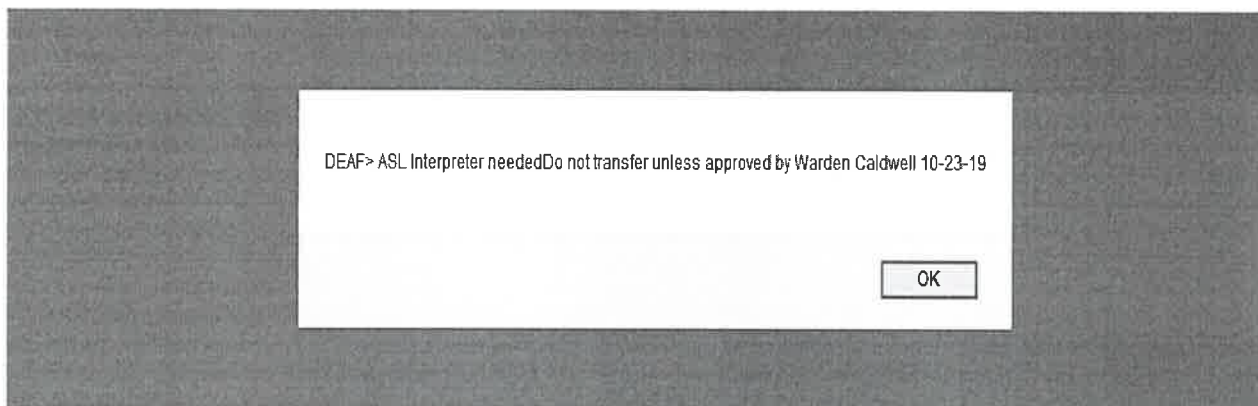 DEAF> ASL Interpreter neededDo not transfer unless approved by Warden Caldwell 10-23-19
OK